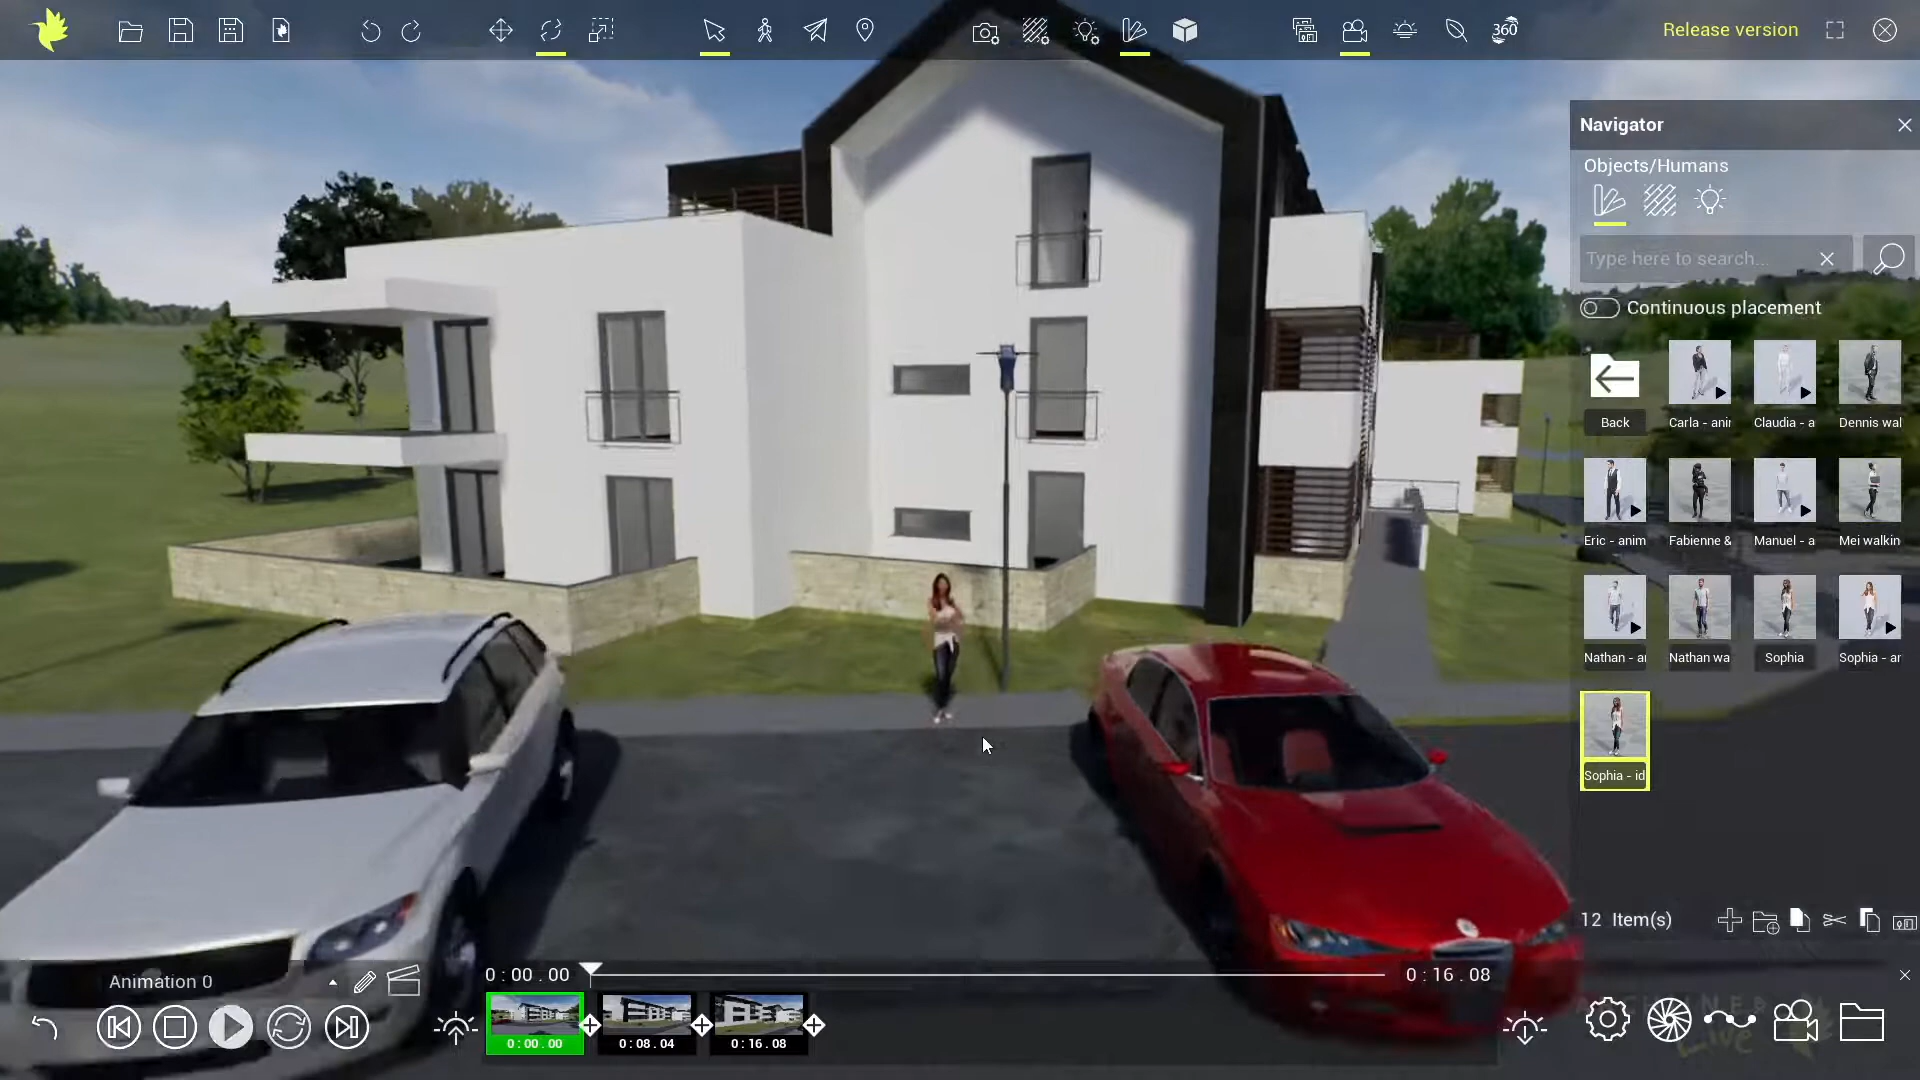 360
Release version
Navigator
Objects/Humans
Type here to search...
Continuous placement
Back
Carla - anir
Claudia - a
Dennis wal
Eric - anim
Fabienne &
Manuel - a
Mei walkin
Nathan - ar
Nathan wa
Sophia
Sophia - ar
Sophia - id
12 Item(s)
Animation 0
0 : 00 . 00
0 : 16 . 08
0 : 00 . 00
0 : 08 . 04
0 : 16 . 08
Live